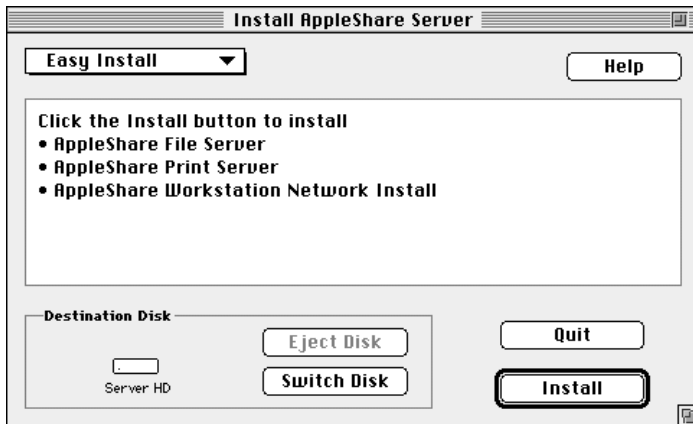 Install AppleShare Server
Easy Install
Help
Click the Install button to install
• AppleShare File Server
• AppleShare Print Server
• AppleShare Workstation Network Install
Destination Disk
Eject Disk
Quit
Server HD
Switch Disk
Install